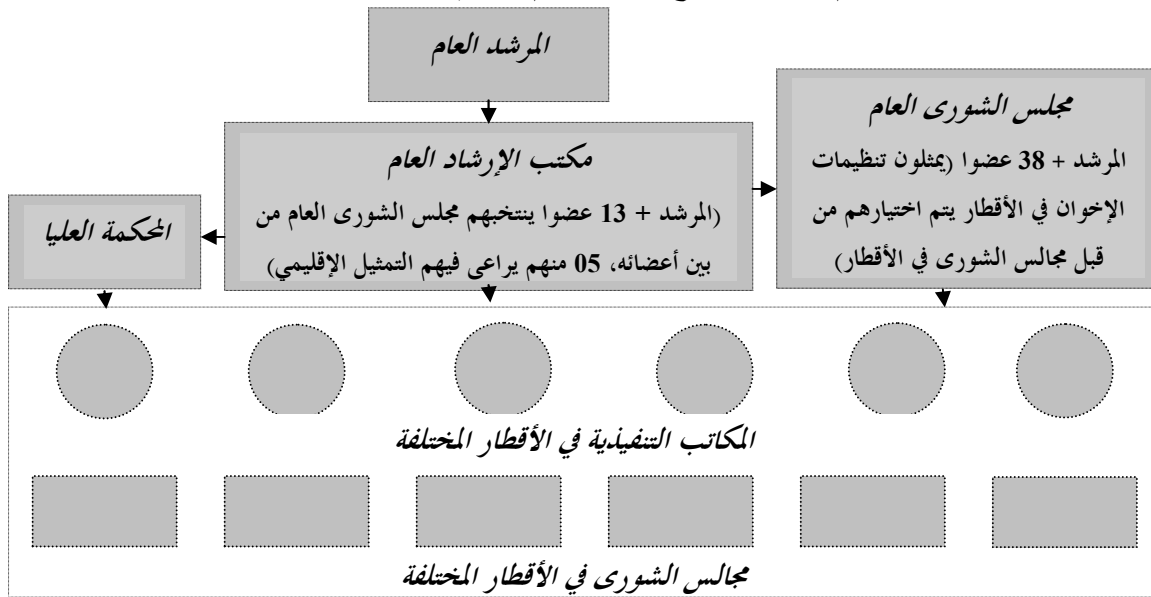 المرشد العام
مجلس الشورى العام
المرشد + 38 عضوا (يمثلون تنظيمات
الإخوان في الأقطار يتم اختيارهم من
قبل مجالس الشورى في الأقطار)
مكتب الإرشاد العام
(المرشد + 13 عضوا ينتخبهم مجلس الشورى العام من
بين أعضائه، 05 منهم يراعى فيهم التمثيل الإقليمي)
المحكمة العليا
المكاتب التنفيذية في الأقطار المختلفة
مجالس الشورى في الأقطار المختلفة